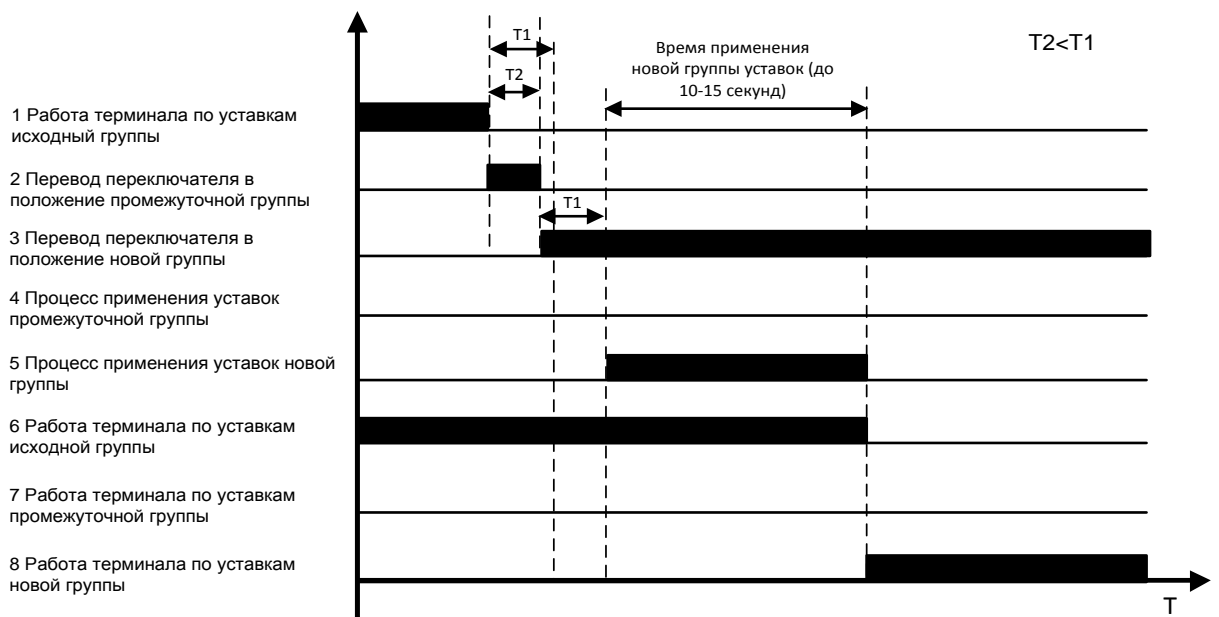 T1
T2
Время применения
новой группы уставок (до
10-15 секунд)
T2<T1
1 Работа терминала по уставкам
исходный группы
2 Перевод переключателя в
положение промежуточной группы
T1
3 Перевод переключателя в
положение новой группы
4 Процесс применения уставок
промежуточной группы
5 Процесс применения уставок новой
группы
6 Работа терминала по уставкам
исходной группы
7 Работа терминала по уставкам
промежуточной группы
8 Работа терминала по уставкам
новой группы
T